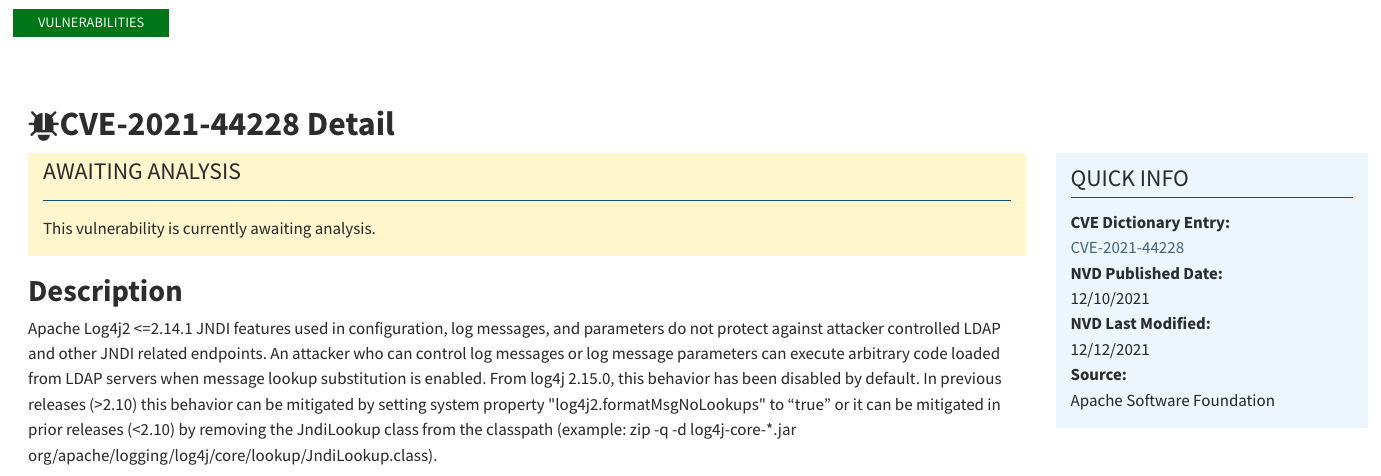 VULNERABILITIES
CVE-2021-44228 Detail
AWAITING ANALYSIS
This vulnerability is currently awaiting analysis.
Description
Apache Log4j2 <=2.14.1 JNDI features used in configuration, log messages, and parameters do not protect against attacker controlled LDAP
and other JNDI related endpoints. An attacker who can control log messages or log message parameters can execute arbitrary code loaded
from LDAP servers when message lookup substitution is enabled. From log4j 2.15.0, this behavior has been disabled by default. In previous
releases (>2.10) this behavior can be mitigated by setting system property "log4j2.formatMsgNoLookups" to “true” or it can be mitigated in
prior releases (<2.10) by removing the JndiLookup class from the classpath (example: zip -q -d log4j-core-*.jar
org/apache/logging/log4j/core/lookup/JndiLookup.class).
QUICK INFO
CVE Dictionary Entry:
CVE-2021-44228
NVD Published Date:
12/10/2021
NVD Last Modified:
12/12/2021
Source:
Apache Software Foundation